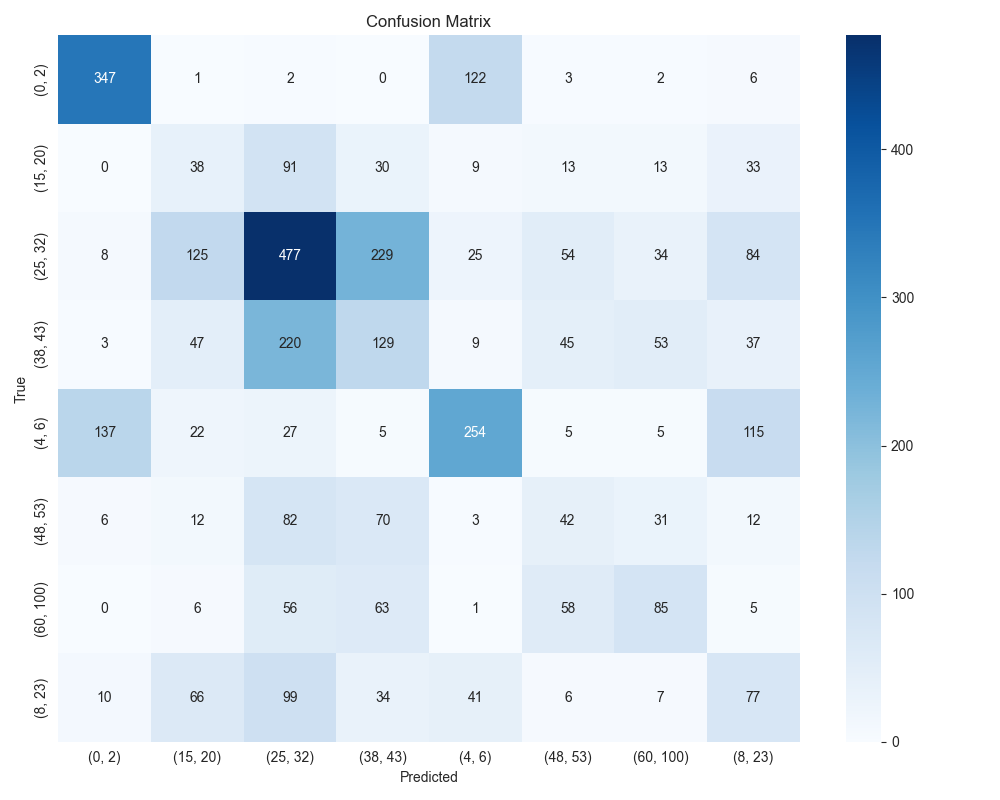 Confusion Matrix
(0, 2) 347 1 2 0 122 3 2 6
(15, 20) 0 38 91 30 9 13 13 33
(25, 32) 8 125 477 229 25 54 34 84
(38, 43) 3 47 220 129 9 45 53 37
(4, 6) 137 22 27 5 254 5 5 115
(48, 53) 6 12 82 70 3 42 31 12
(60, 100) 0 6 56 63 1 58 85 5
(8, 23) 10 66 99 34 41 6 7 77
True
(0, 2) (15, 20) (25, 32) (38, 43) (4, 6) (48, 53) (60, 100) (8, 23)
Predicted
400
300
200
100
0